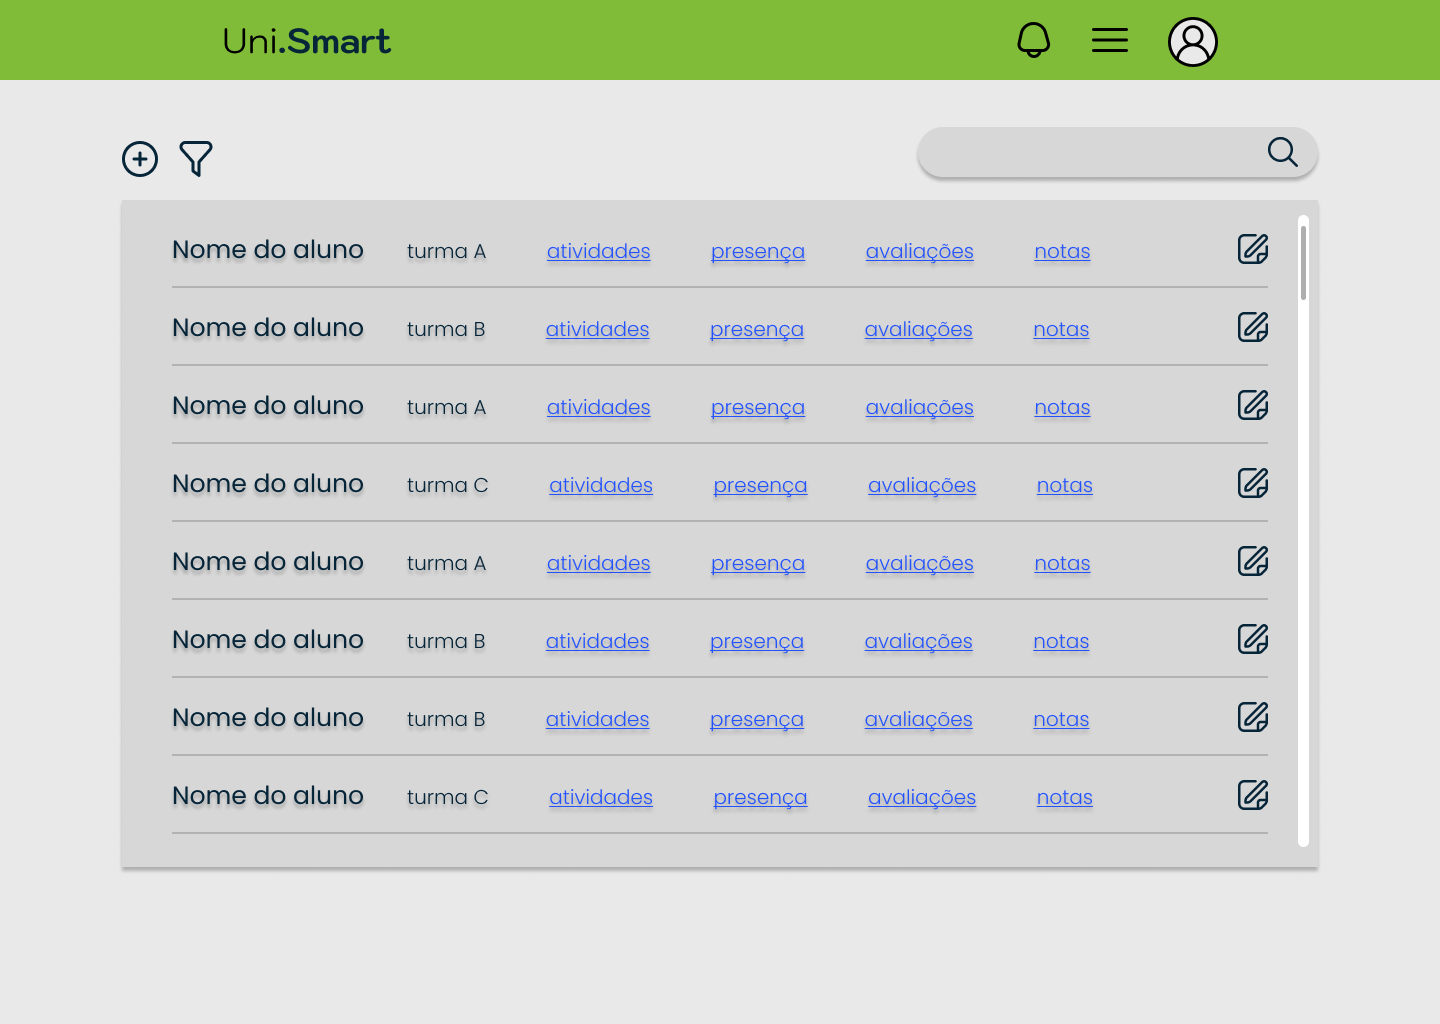 Uni.Smart
Nome do aluno turma A atividades presença avaliações notas
Nome do aluno turma B atividades presença avaliações notas
Nome do aluno turma A atividades presença avaliações notas
Nome do aluno turma C atividades presença avaliações notas
Nome do aluno turma A atividades presença avaliações notas
Nome do aluno turma B atividades presença avaliações notas
Nome do aluno turma B atividades presença avaliações notas
Nome do aluno turma C atividades presença avaliações notas